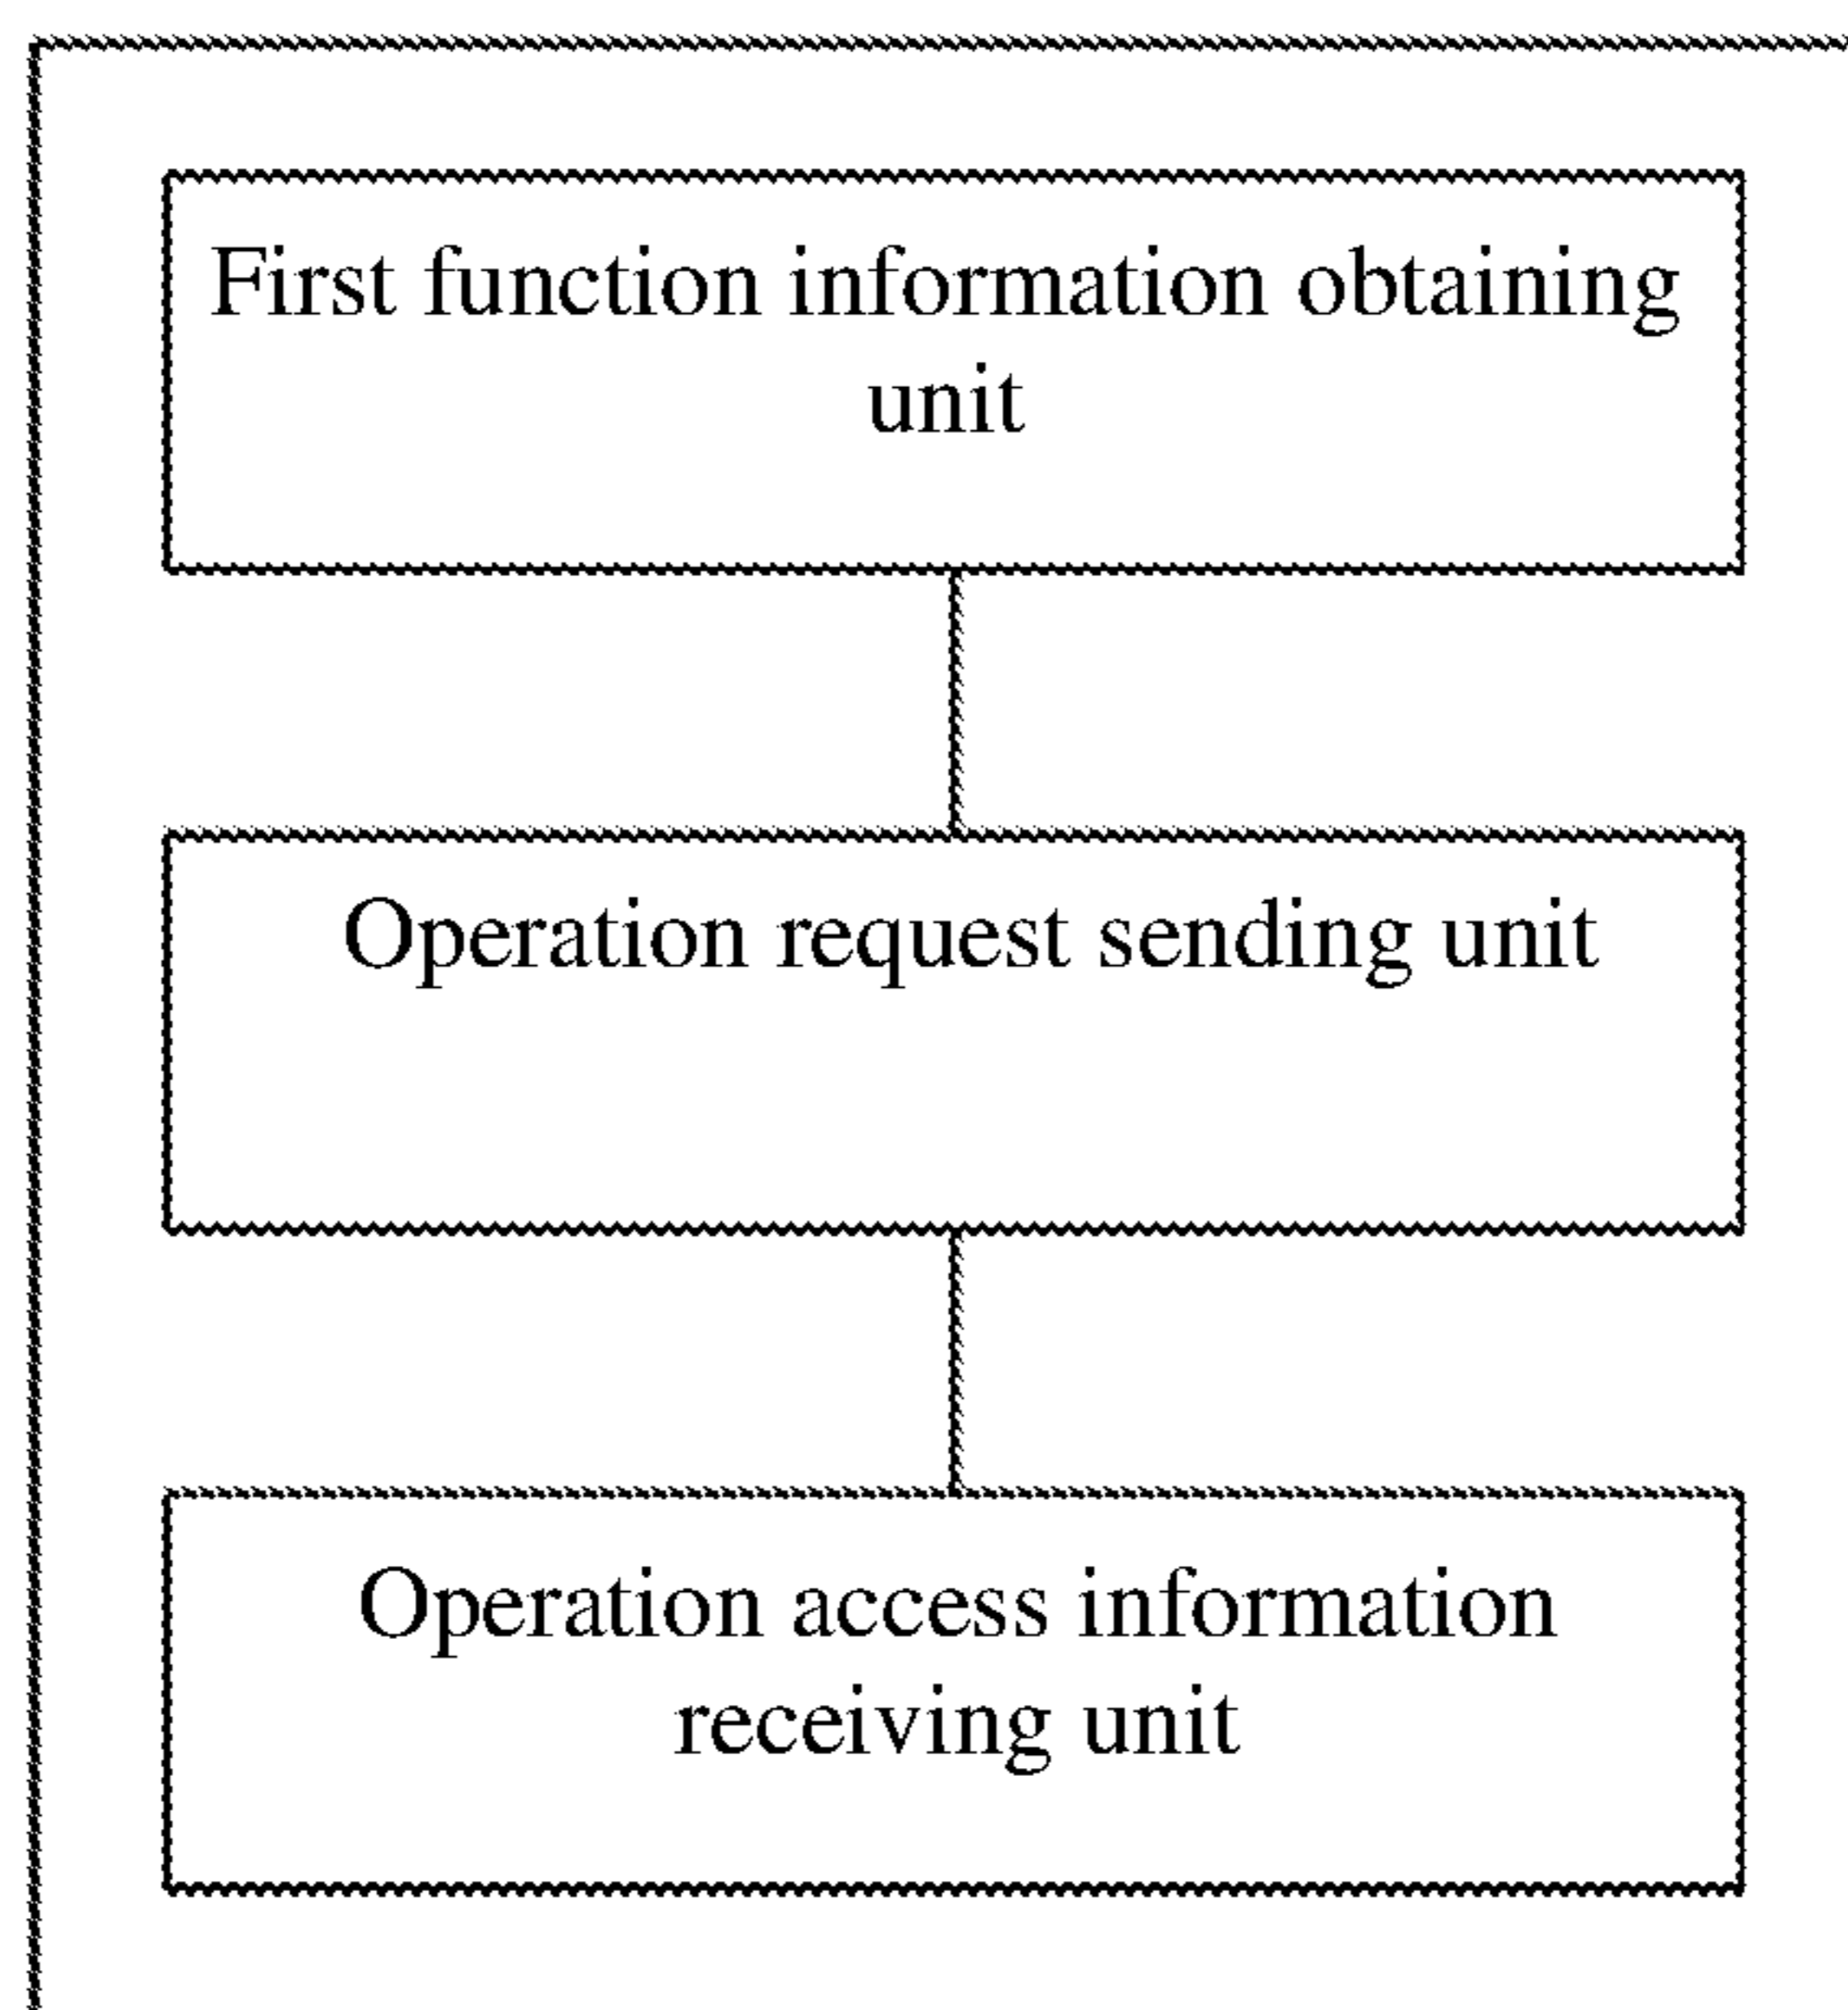 First function information obtaining
unit
Operation request sending unit
Operation access information
receiving unit